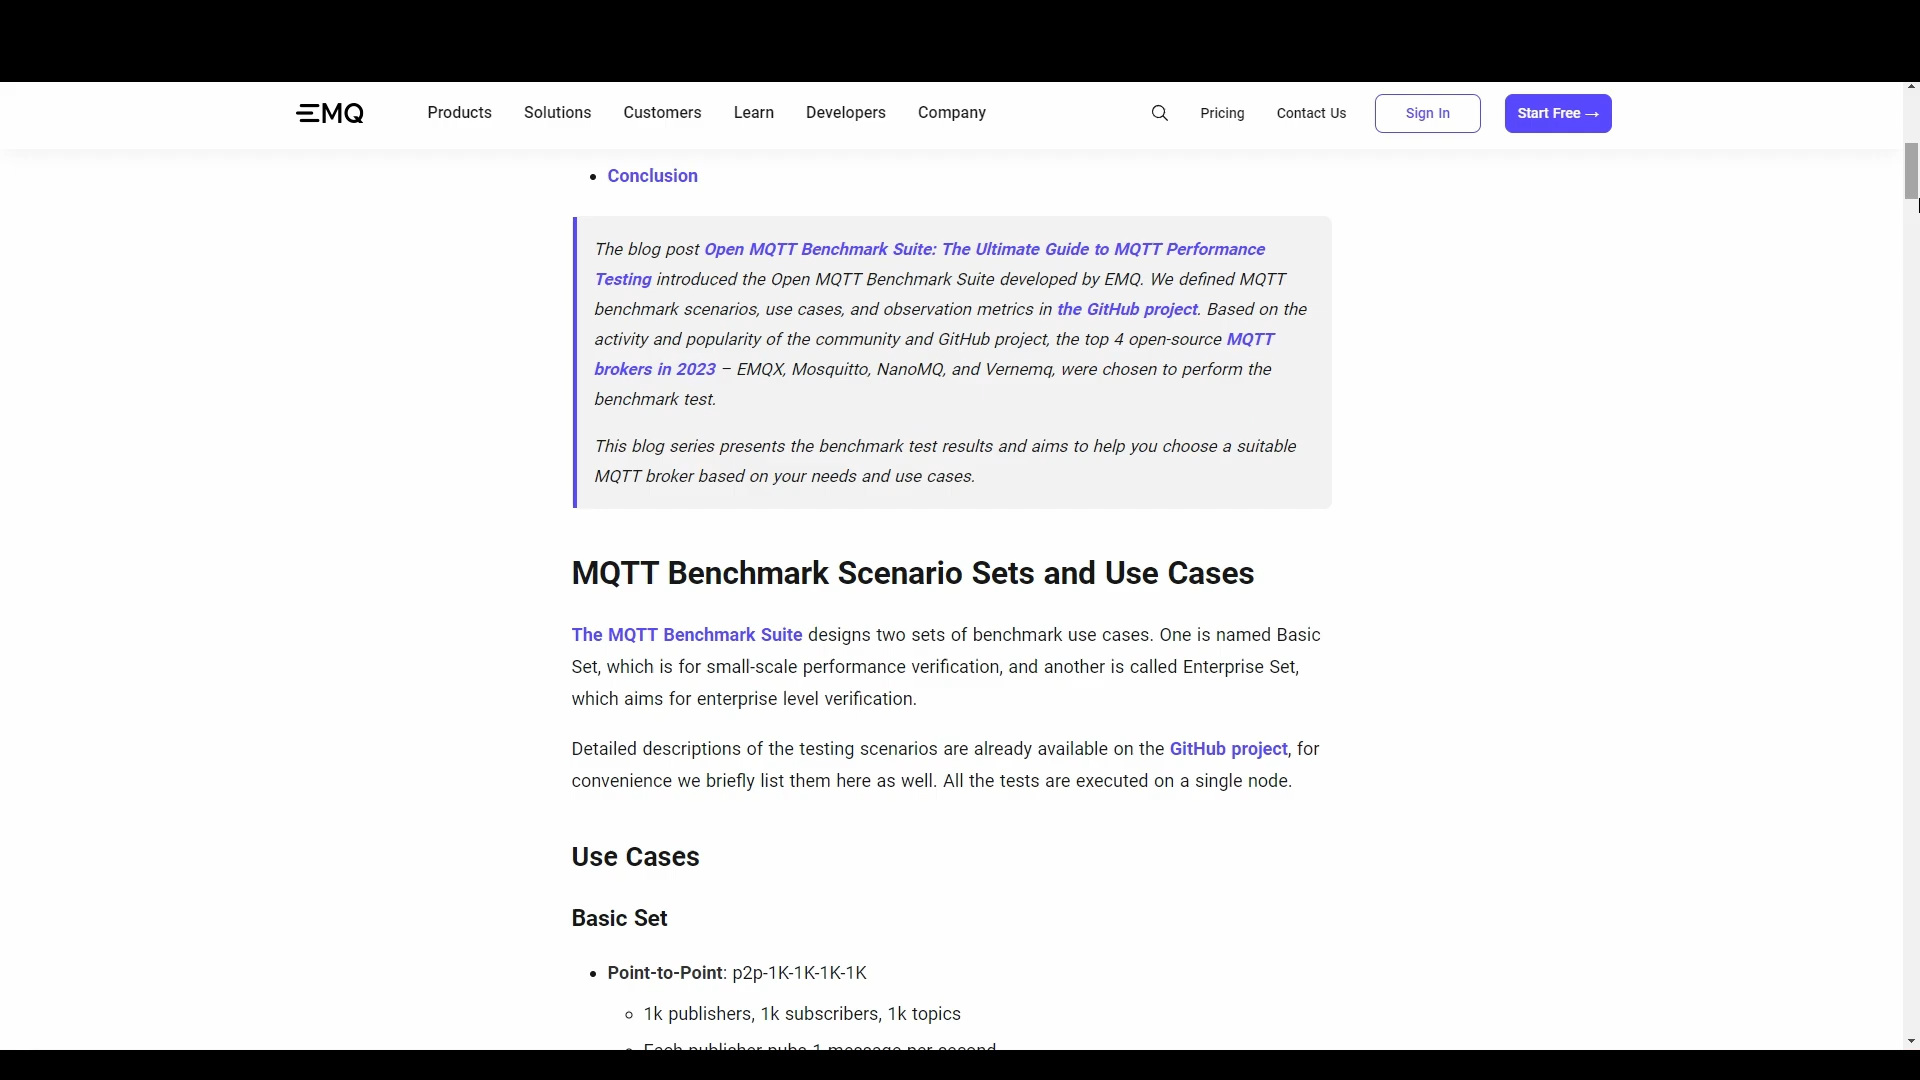 EMQ Products Solutions Customers Learn Developers Company Pricing Contact Us Sign In Start Free →
• Conclusion
The blog post Open MQTT Benchmark Suite: The Ultimate Guide to MQTT Performance
Testing introduced the Open MQTT Benchmark Suite developed by EMQ. We defined MQTT
benchmark scenarios, use cases, and observation metrics in the GitHub project. Based on the
activity and popularity of the community and GitHub project, the top 4 open-source MQTT
brokers in 2023 – EMQX, Mosquitto, NanoMQ, and Vernemq, were chosen to perform the
benchmark test.
This blog series presents the benchmark test results and aims to help you choose a suitable
MQTT broker based on your needs and use cases.
MQTT Benchmark Scenario Sets and Use Cases
The MQTT Benchmark Suite designs two sets of benchmark use cases. One is named Basic
Set, which is for small-scale performance verification, and another is called Enterprise Set,
which aims for enterprise level verification.
Detailed descriptions of the testing scenarios are already available on the GitHub project, for
convenience we briefly list them here as well. All the tests are executed on a single node.
Use Cases
Basic Set
• Point-to-Point: p2p-1K-1K-1K-1K
◦ 1k publishers, 1k subscribers, 1k topics
◦ Each publisher pubs 1 message per second